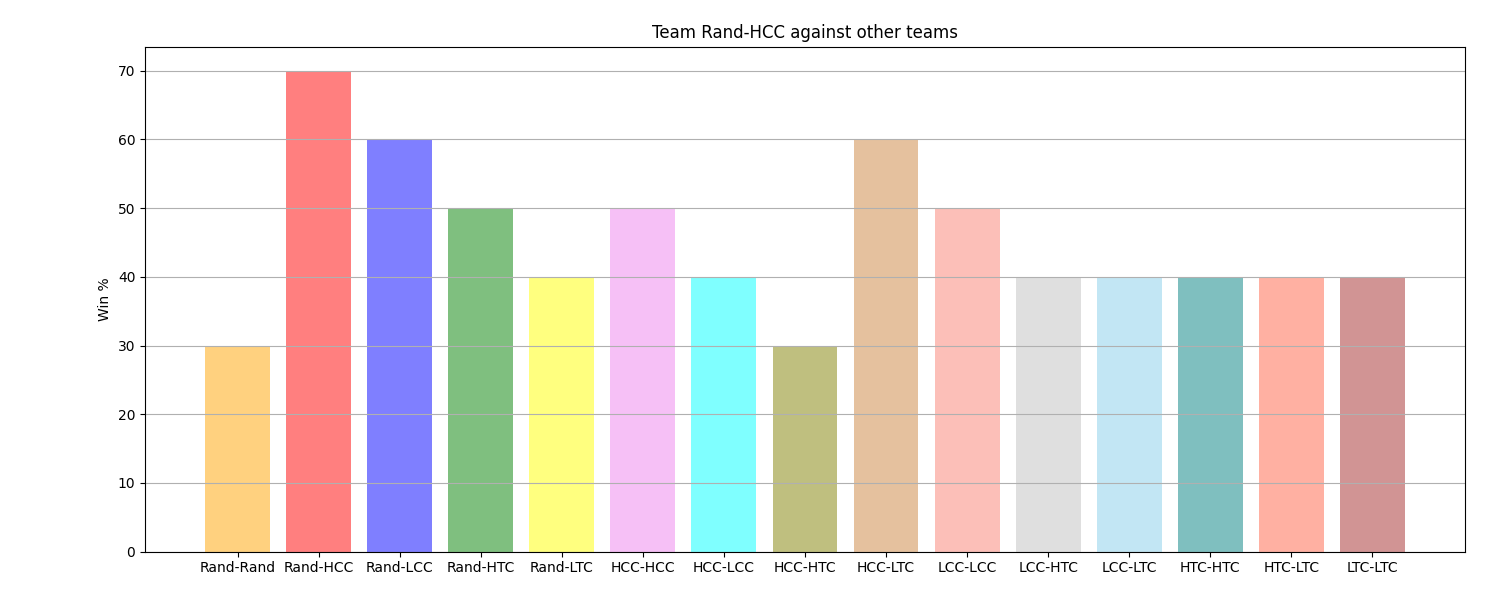 Team Rand-HCC against other teams
Win %
70
60
50
40
30
20
10
0
Rand-Rand Rand-HCC Rand-LCC Rand-HTC Rand-LTC HCC-HCC HCC-LCC HCC-HTC HCC-LTC LCC-LCC LCC-HTC LCC-LTC HTC-HTC HTC-LTC LTC-LTC